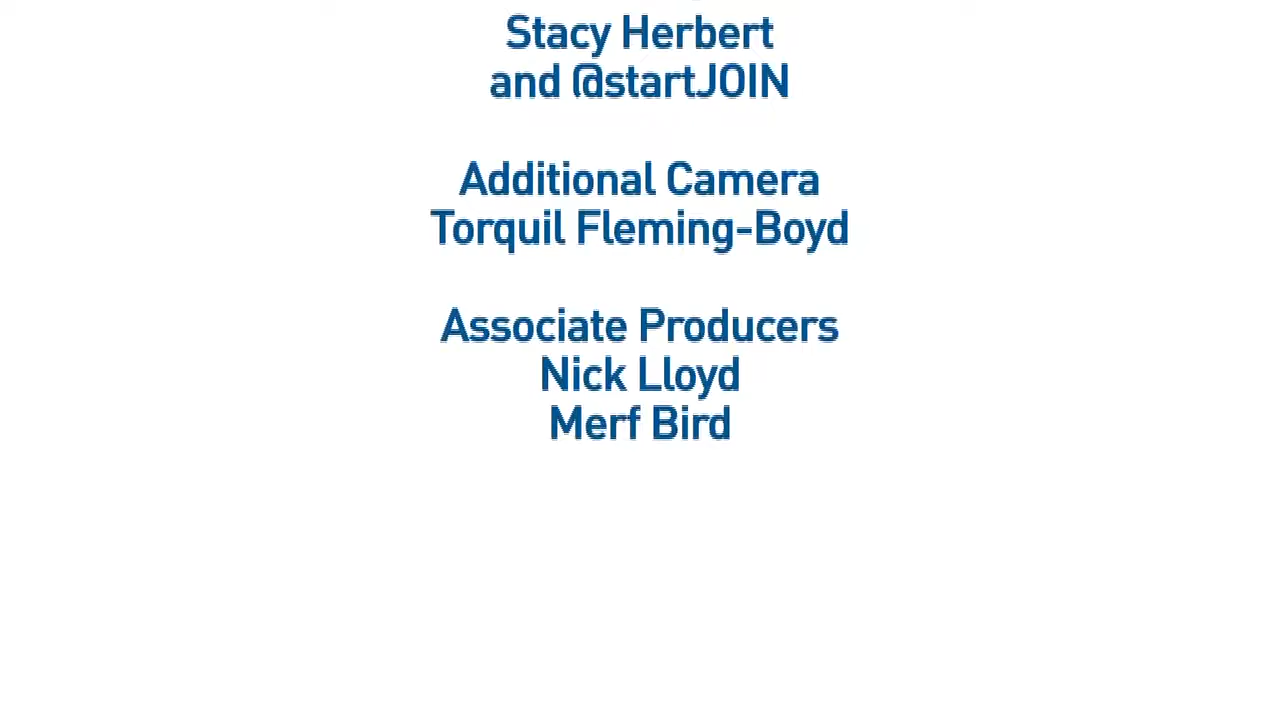 Stacy Herbert
and @startJOIN
Additional Camera
Torquil Fleming-Boyd
Associate Producers
Nick Lloyd
Merf Bird